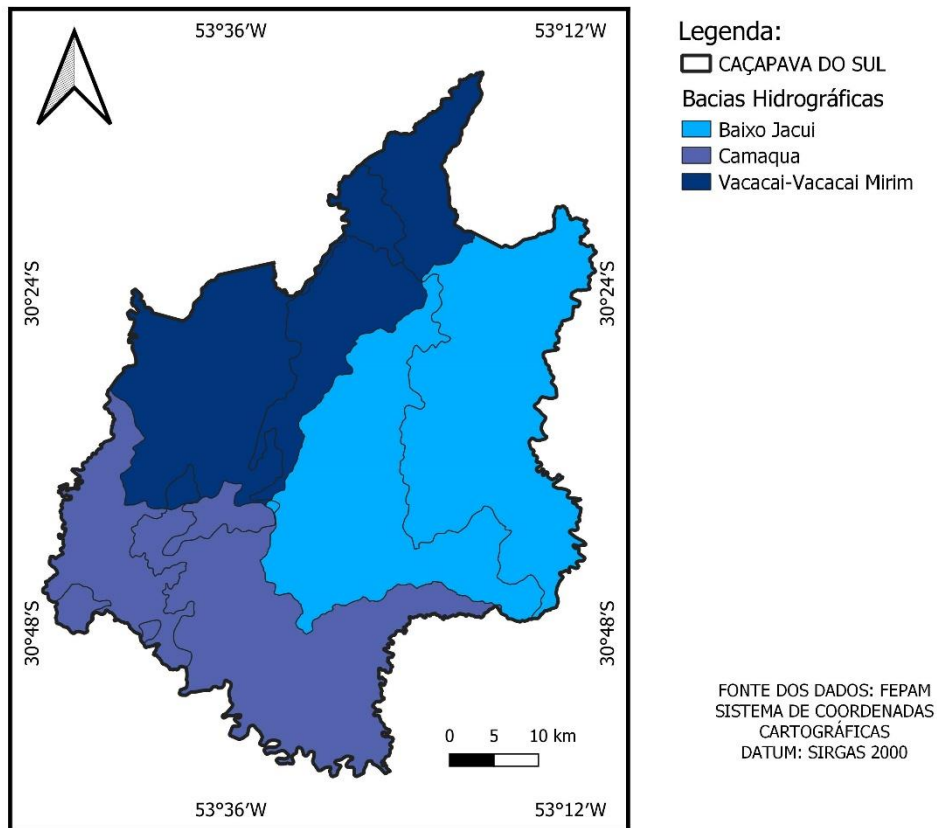 53°36'W
53°12'W
30°24'S
30°24'S
30°48'S
30°48'S
0 5 10 km
53°36'W
53°12'W
Legenda:
CAÇAPAVA DO SUL
Bacias Hidrográficas
Baixo Jacui
Camaqua
Vacacai-Vacacai Mirim
FONTE DOS DADOS: FEPAM
SISTEMA DE COORDENADAS
CARTOGRÁFICAS
DATUM: SIRGAS 2000